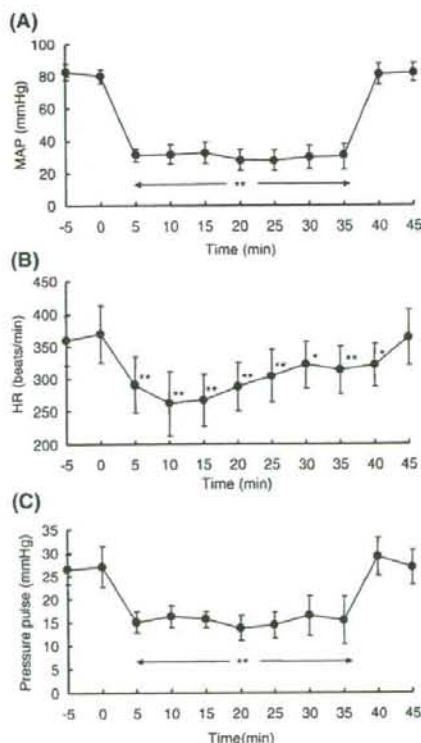 (A)
MAP (mmHg)
100
80
60
40
20
0
**
-5 0 5 10 15 20 25 30 35 40 45
Time (min)
(B)
HR (beats/min)
450
400
350
300
250
200
** ** ** ** ** * ** *
-5 0 5 10 15 20 25 30 35 40 45
Time (min)
(C)
Pressure pulse (mmHg)
35
30
25
20
15
10
5
0
**
-5 0 5 10 15 20 25 30 35 40 45
Time(min)